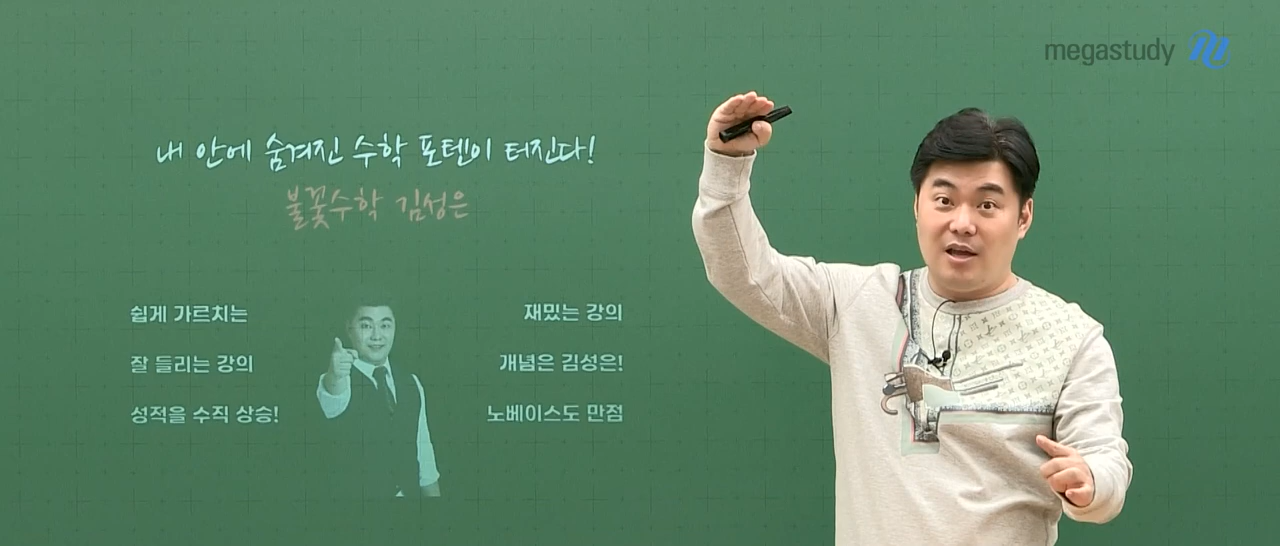 megastudy
내 안에 숨겨진 수학 포텐이 터진다!
불꽃수학 김성은
쉽게 가르치는
잘 들리는 강의
성적을 수직 상승!
재밌는 강의
개념은 김성은!
노베이스도 만점